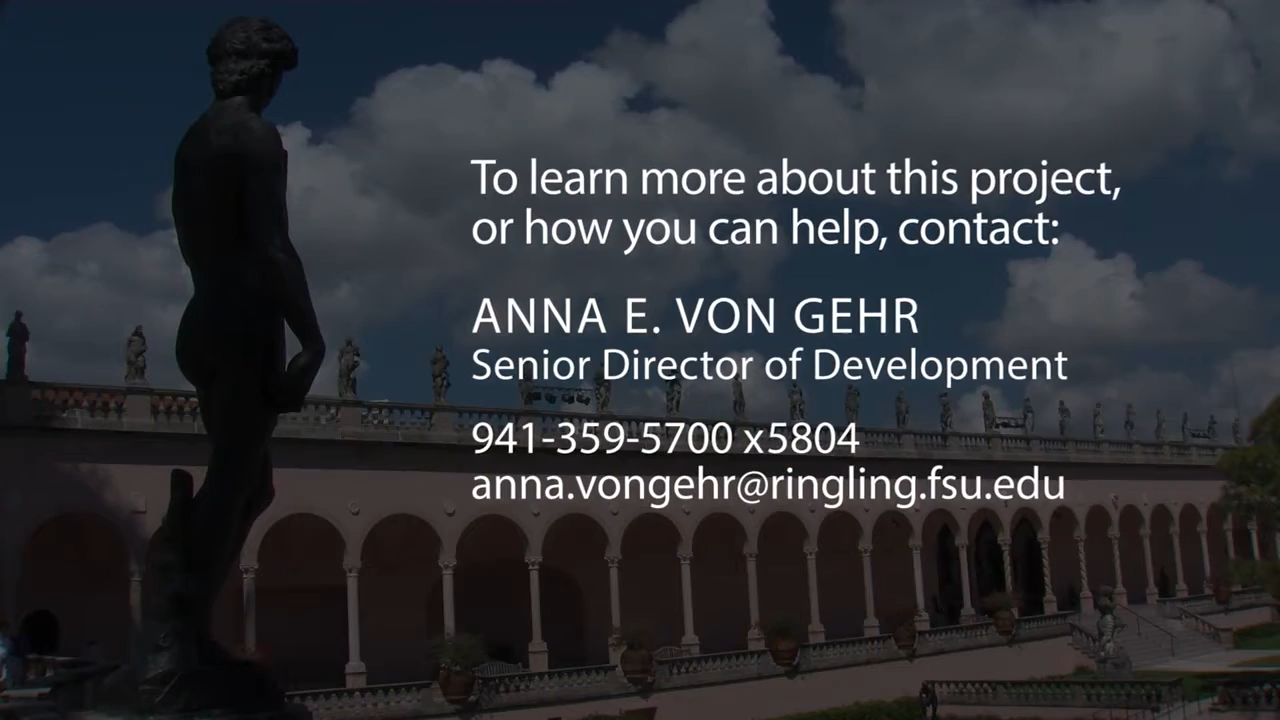 To learn more about this project,
or how you can help, contact:
ANNA E. VON GEHR
Senior Director of Development
941-359-5700 x5804
anna.vongehr@ringling.fsu.edu